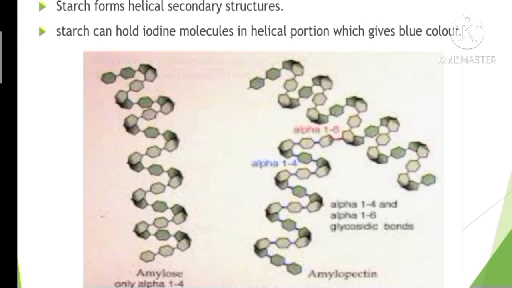 Starch forms helical secondary structures.
starch can hold iodine molecules in helical portion which gives blue colour.
KINEMASTER
alpha 1-6
alpha 1-4
alpha 1-4 and
alpha 1-6
glycosidic bonds
Amylose
only alpha 1-4
Amylopectin